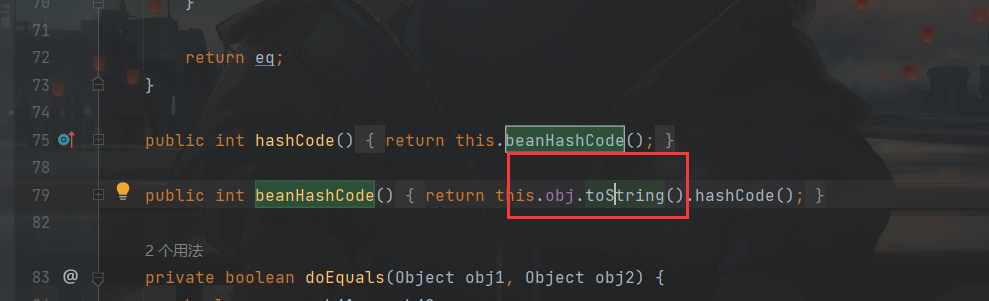 70 }
71
72 return eq;
73 }
74
75 public int hashCode() { return this.beanHashCode(); }
78
79 public int beanHashCode() { return this.obj.toString().hashCode(); }
82
2 个用法
83 @ private boolean doEquals(Object obj1, Object obj2) {